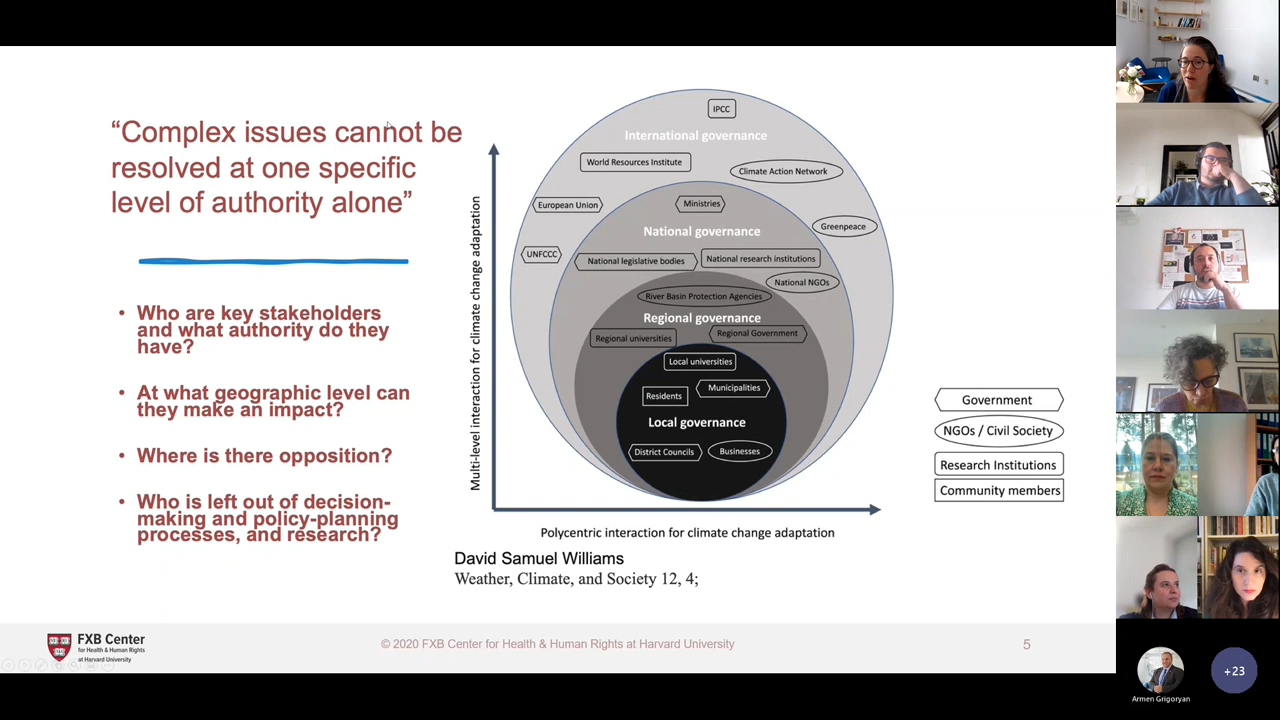 “Complex issues cannot be
resolved at one specific
level of authority alone”
• Who are key stakeholders
and what authority do they
have?
• At what geographic level can
they make an impact?
• Where is there opposition?
• Who is left out of decision-
making and policy-planning
processes, and research?
Multi-level interaction for climate change adaptation
IPCC
International governance
World Resources Institute
Climate Action Network
European Union
Ministries
Greenpeace
National governance
UNFCCC
National legislative bodies
National research institutions
National NGOs
River Basin Protection Agencies
Regional governance
Regional universities
Regional Government
Local universities
Residents
Municipalities
Local governance
District Councils
Businesses
Government
NGOs / Civil Society
Research Institutions
Community members
Polycentric interaction for climate change adaptation
David Samuel Williams
Weather, Climate, and Society 12, 4;
FXB Center
for Health & Human Rights
at Harvard University
© 2020 FXB Center for Health & Human Rights at Harvard University
5
Armen Grigoryan
+23